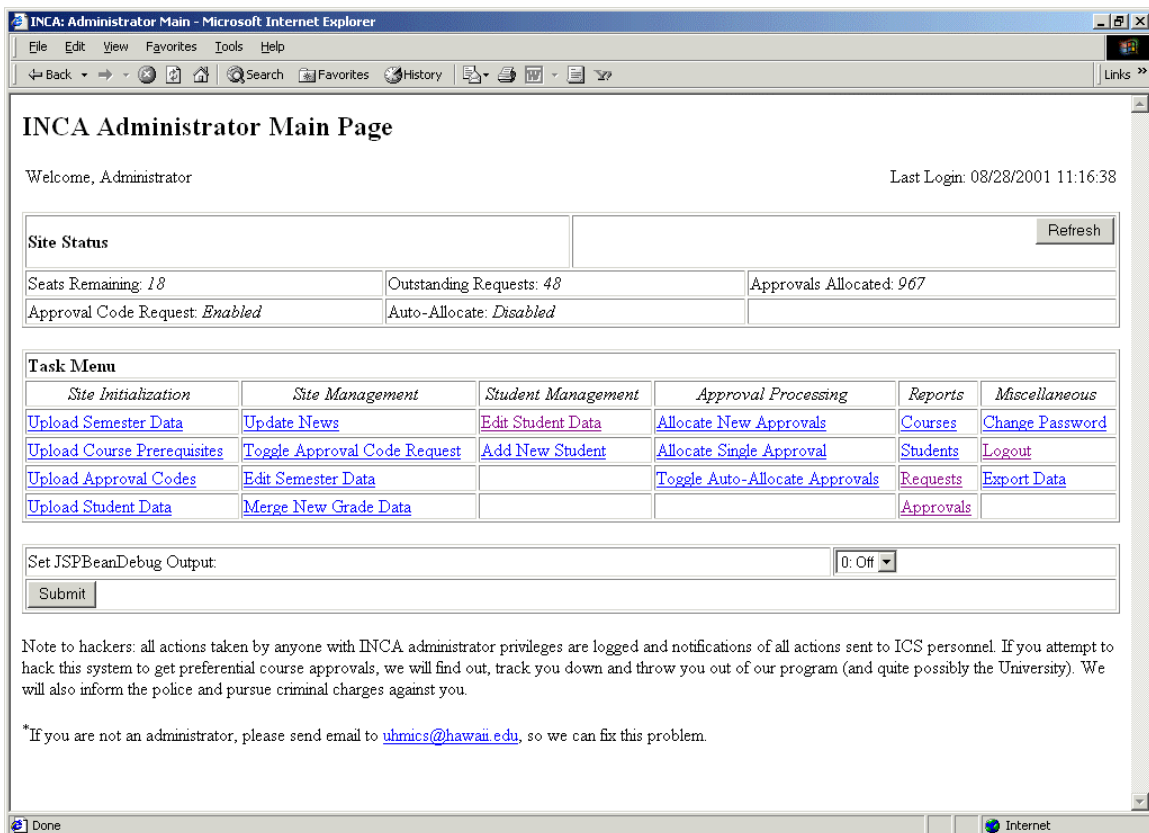 INCA: Administrator Main - Microsoft Internet Explorer
File Edit View Favorites Tools Help
Back Search Favorites History Links »
INCA Administrator Main Page
Welcome, Administrator Last Login: 08/28/2001 11:16:38
Site Status Refresh
Seats Remaining: 18 Outstanding Requests: 48 Approvals Allocated: 967
Approval Code Request: Enabled Auto-Allocate: Disabled
Task Menu
Site Initialization Site Management Student Management Approval Processing Reports Miscellaneous
Upload Semester Data Update News Edit Student Data Allocate New Approvals Courses Change Password
Upload Course Prerequisites Toggle Approval Code Request Add New Student Allocate Single Approval Students Logout
Upload Approval Codes Edit Semester Data Toggle Auto-Allocate Approvals Requests Export Data
Upload Student Data Merge New Grade Data Approvals
Set JSPBeanDebug Output: 0: Off
Submit
Note to hackers: all actions taken by anyone with INCA administrator privileges are logged and notifications of all actions sent to ICS personnel. If you attempt to
hack this system to get preferential course approvals, we will find out, track you down and throw you out of our program (and quite possibly the University). We
will also inform the police and pursue criminal charges against you.
*If you are not an administrator, please send email to uhmics@hawaii.edu, so we can fix this problem.
Done Internet